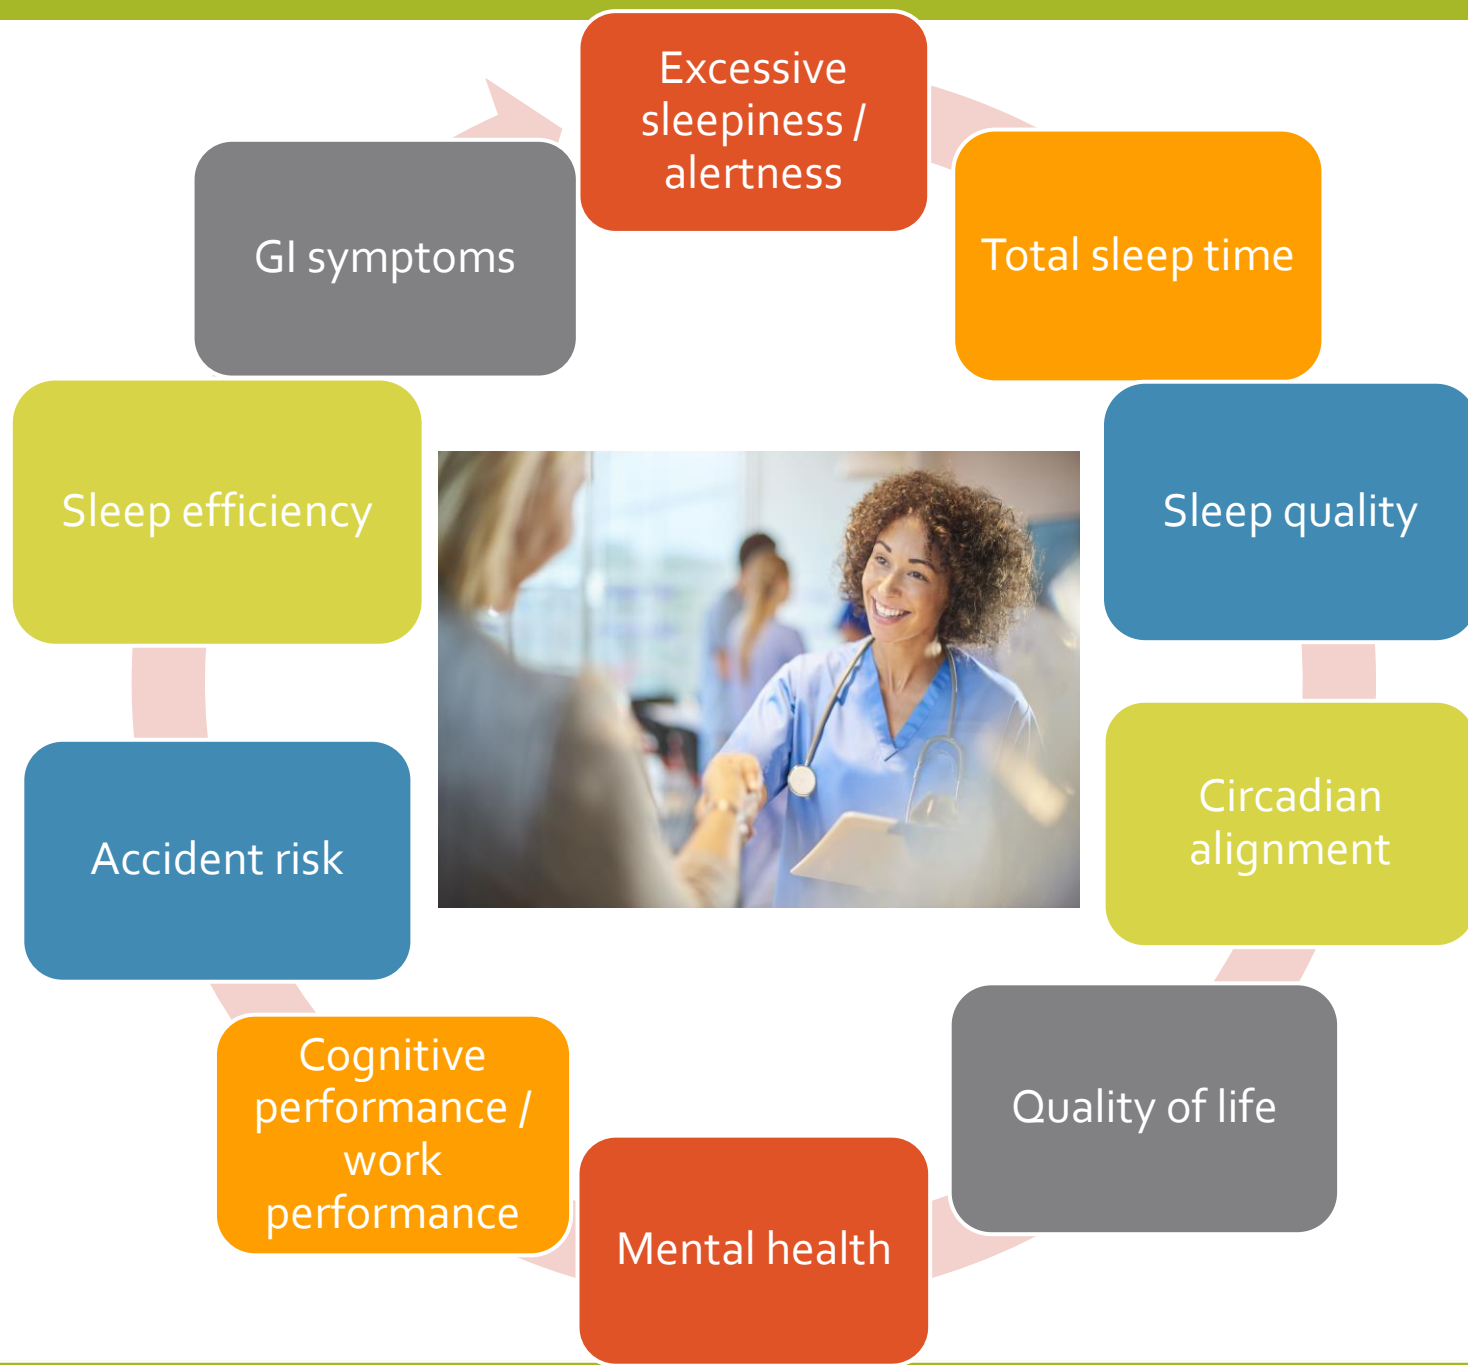 Excessive
sleepiness /
alertness
Total sleep time
Sleep quality
Circadian
alignment
Quality of life
Mental health
Cognitive
performance /
work
performance
Accident risk
Sleep efficiency
GI symptoms